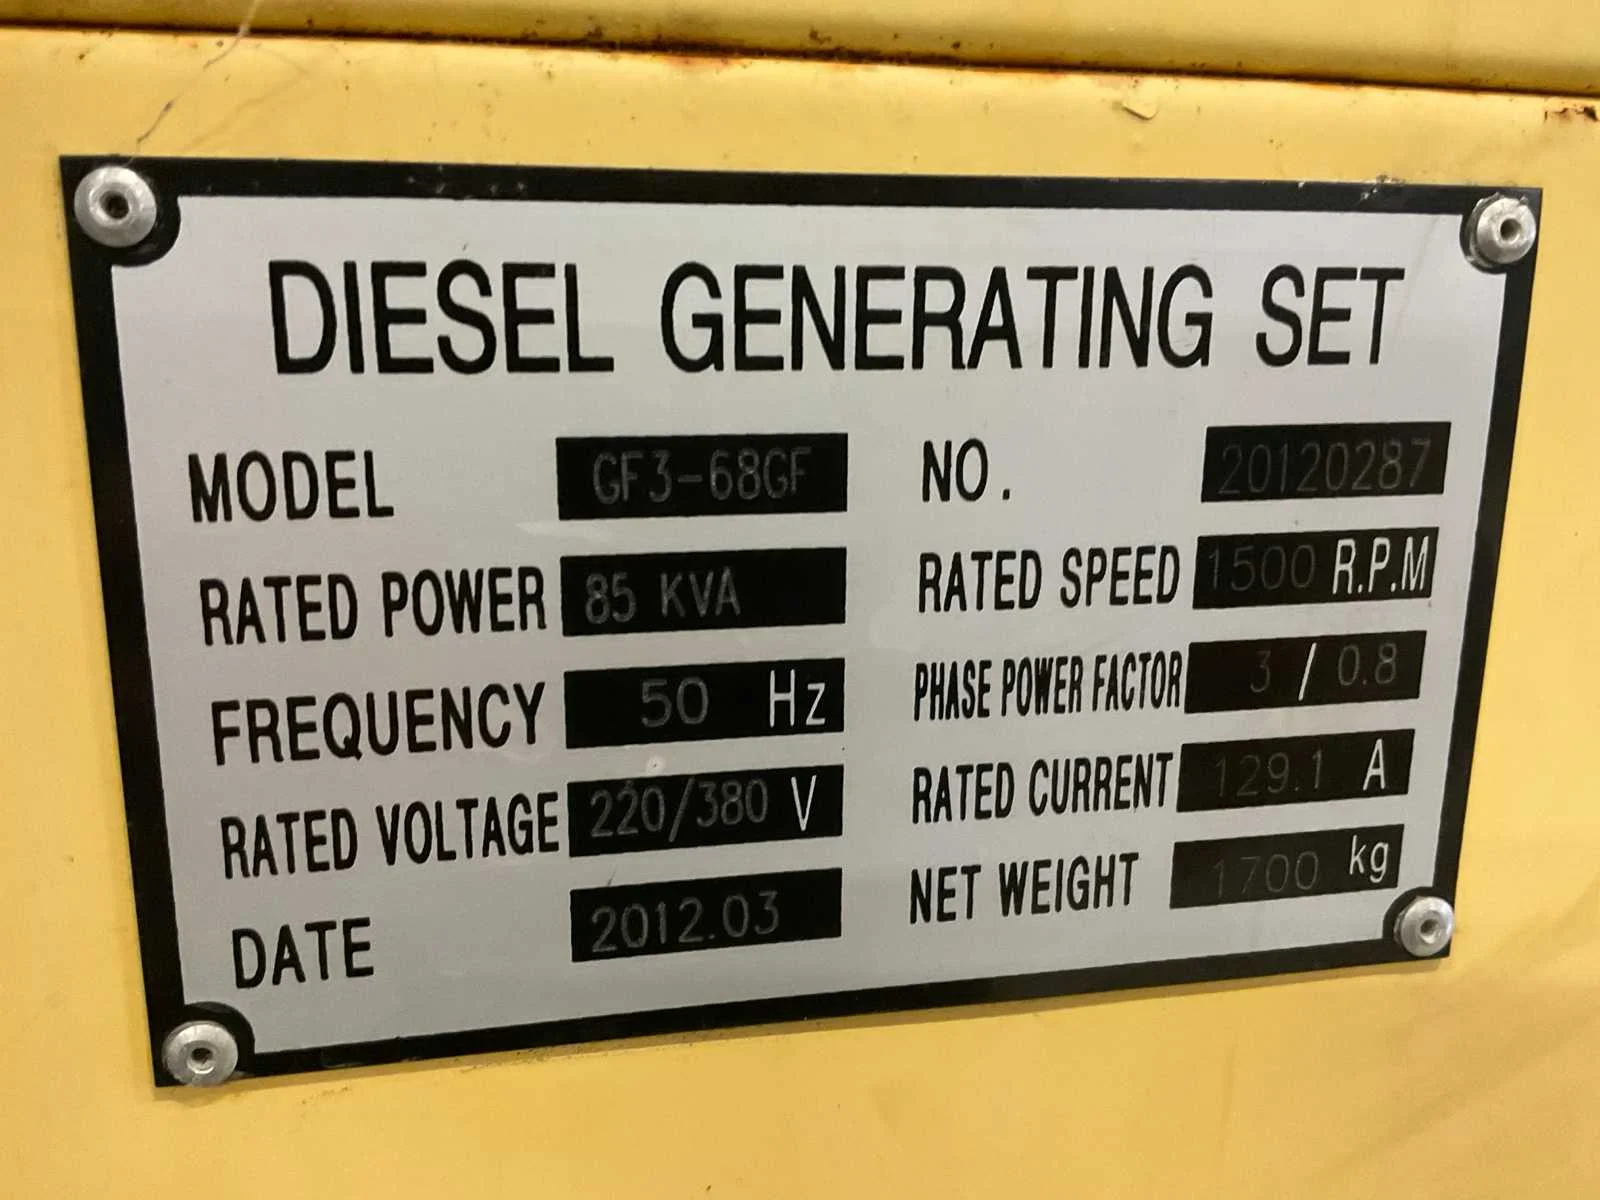 DIESEL GENERATING SET
MODEL GF3-68GF
RATED POWER 85 KVA
FREQUENCY 50 Hz
RATED VOLTAGE 220/380 V
DATE 2012.03
NO. 20120287
RATED SPEED 1500 R.P.M
PHASE POWER FACTOR 3 / 0.8
RATED CURRENT 129.1 A
NET WEIGHT 1700 kg